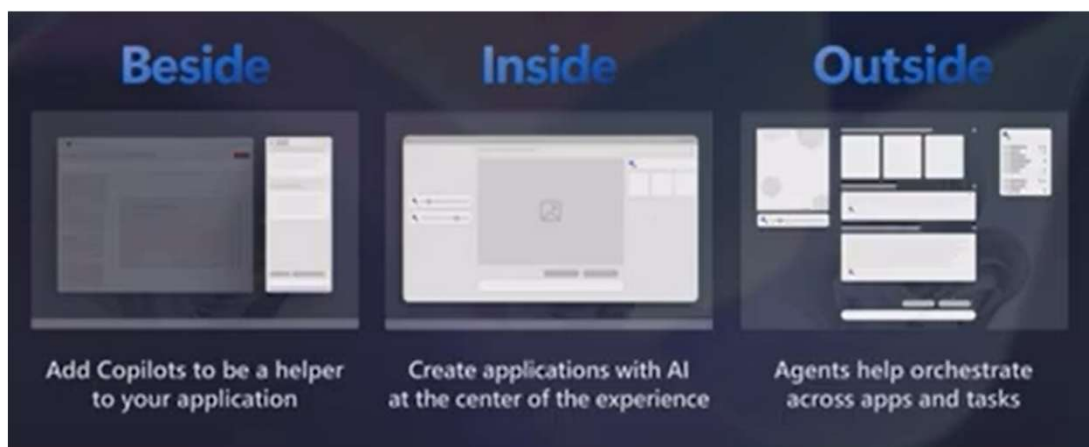 Beside
Add Copilots to be a helper
to your application
Inside
Create applications with AI
at the center of the experience
Outside
Agents help orchestrate
across apps and tasks